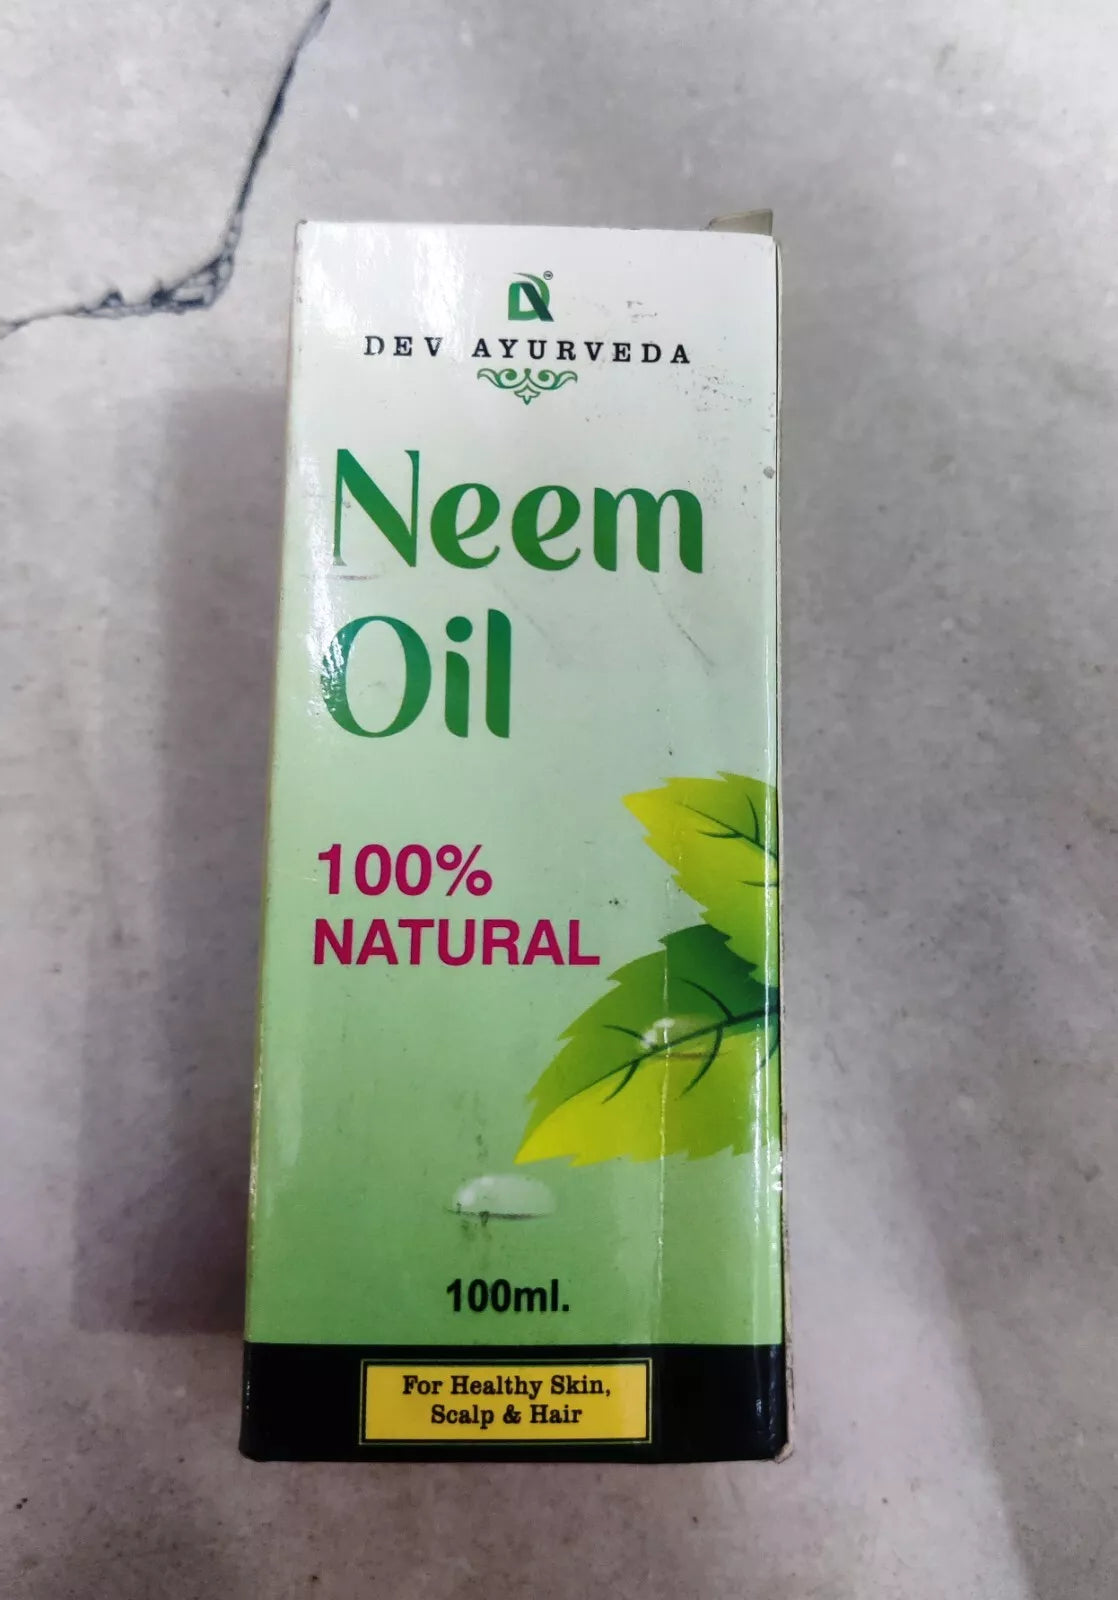 DEV AYURVEDA
Neem
Oil
100%
NATURAL
100ml.
For Healthy Skin,
Scalp & Hair